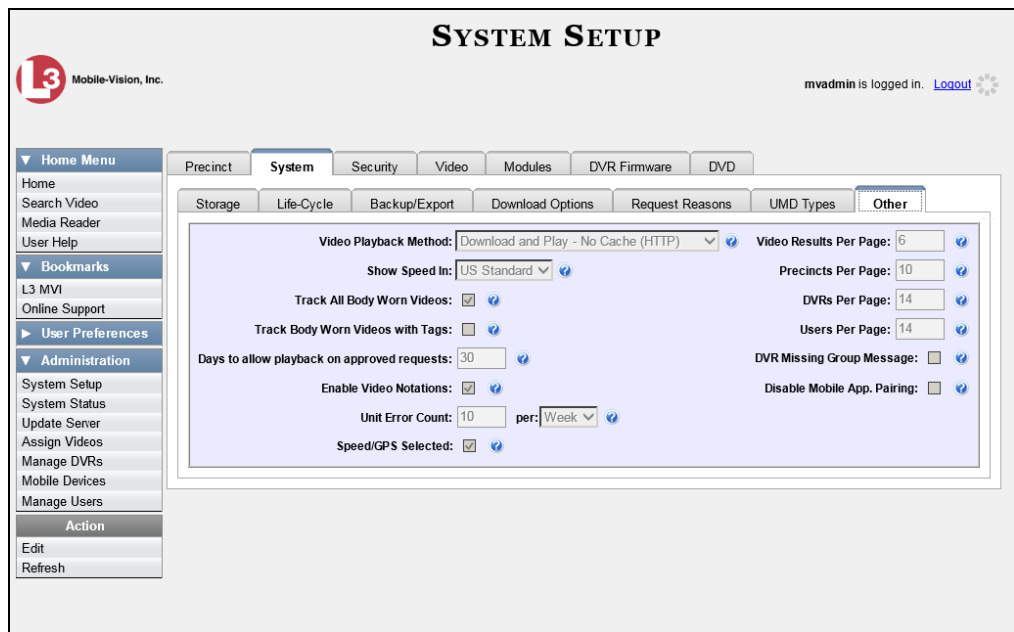 SYSTEM SETUP
L3 Mobile-Vision, Inc.
mvadmin is logged in. Logout
▼ Home Menu
Home
Search Video
Media Reader
User Help
▼ Bookmarks
L3 MVI
Online Support
► User Preferences
▼ Administration
System Setup
System Status
Update Server
Assign Videos
Manage DVRs
Mobile Devices
Manage Users
Action
Edit
Refresh
Precinct System Security Video Modules DVR Firmware DVD
Storage Life-Cycle Backup/Export Download Options Request Reasons UMD Types Other
Video Playback Method: Download and Play - No Cache (HTTP) ? Video Results Per Page: 6 ?
Show Speed In: US Standard ? Precincts Per Page: 10 ?
Track All Body Worn Videos: ? DVRs Per Page: 14 ?
Track Body Worn Videos with Tags: ? Users Per Page: 14 ?
Days to allow playback on approved requests: 30 ? DVR Missing Group Message: ?
Enable Video Notations: ? Disable Mobile App. Pairing: ?
Unit Error Count: 10 per: Week ?
Speed/GPS Selected: ?